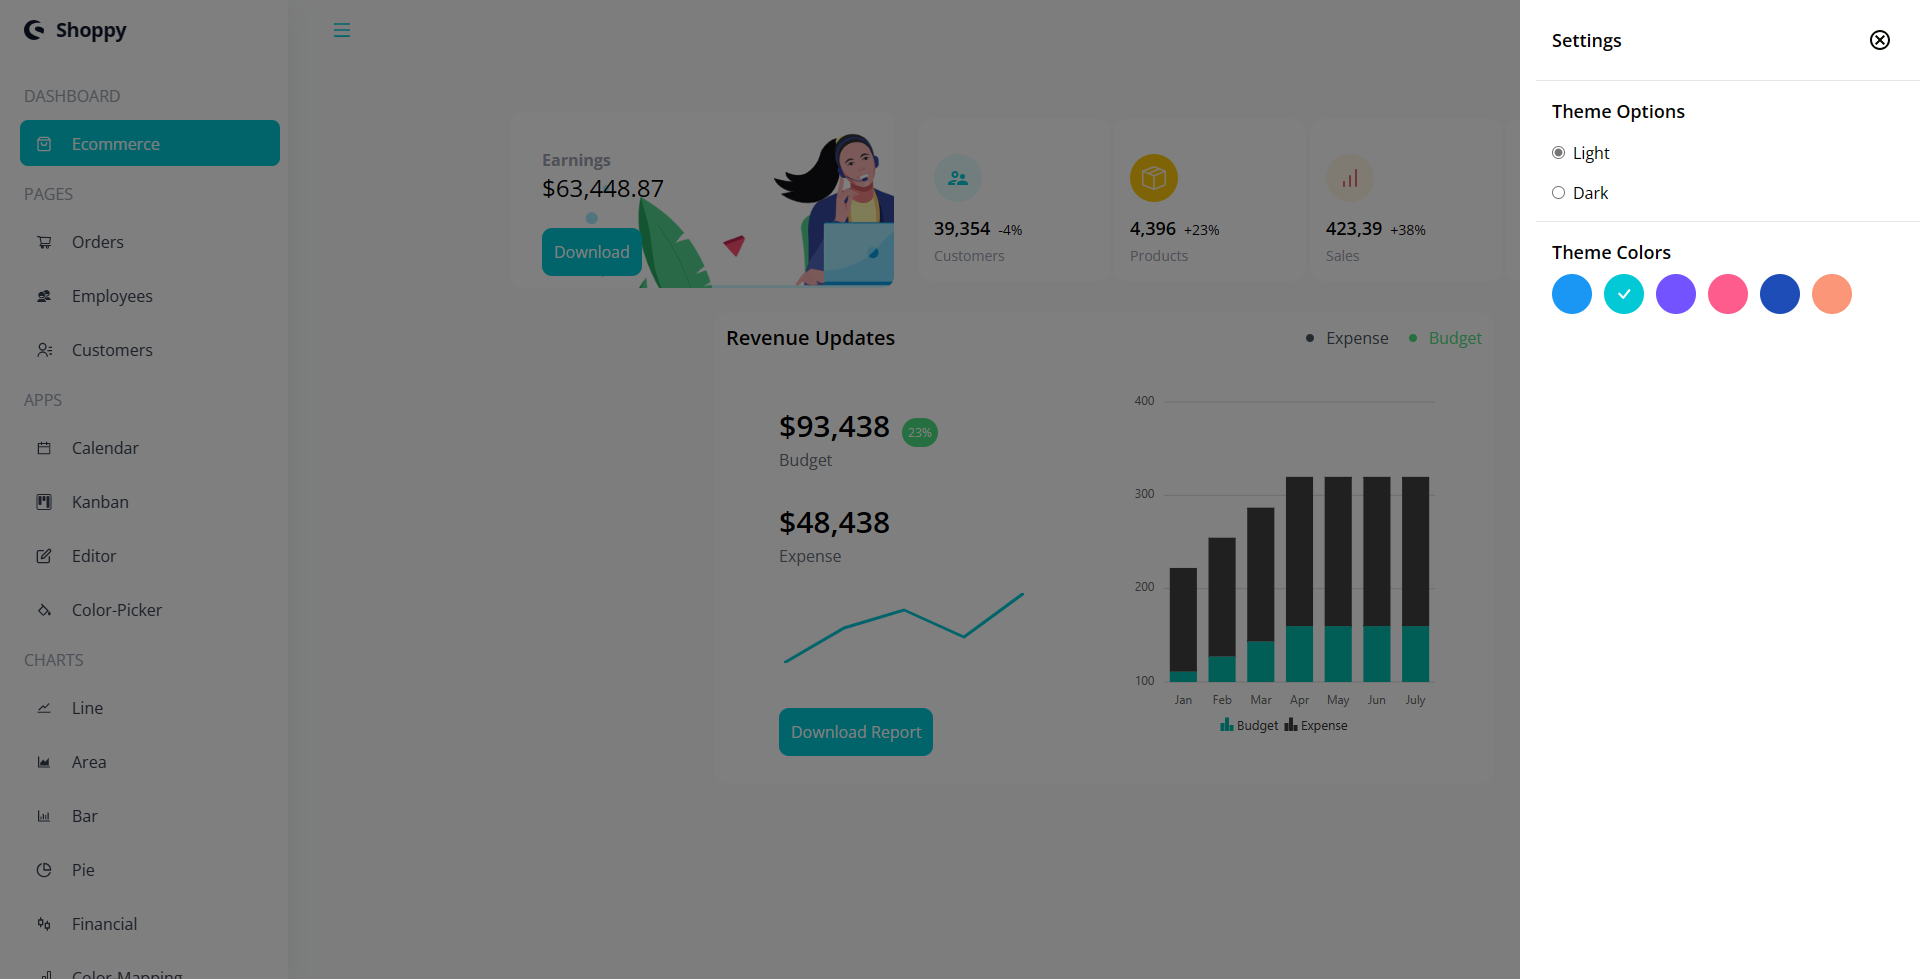 Shoppy
DASHBOARD
Ecommerce
PAGES
Orders
Employees
Customers
APPS
Calendar
Kanban
Editor
Color-Picker
CHARTS
Line
Area
Bar
Pie
Financial
Color-Mapping
Earnings
$63,448.87
Download
39,354 -4%
Customers
4,396 +23%
Products
423,39 +38%
Sales
Revenue Updates
Expense
Budget
$93,438 23%
Budget
$48,438
Expense
Download Report
400
300
200
100
Jan Feb Mar Apr May Jun July
Budget Expense
Settings
Theme Options
Light
Dark
Theme Colors